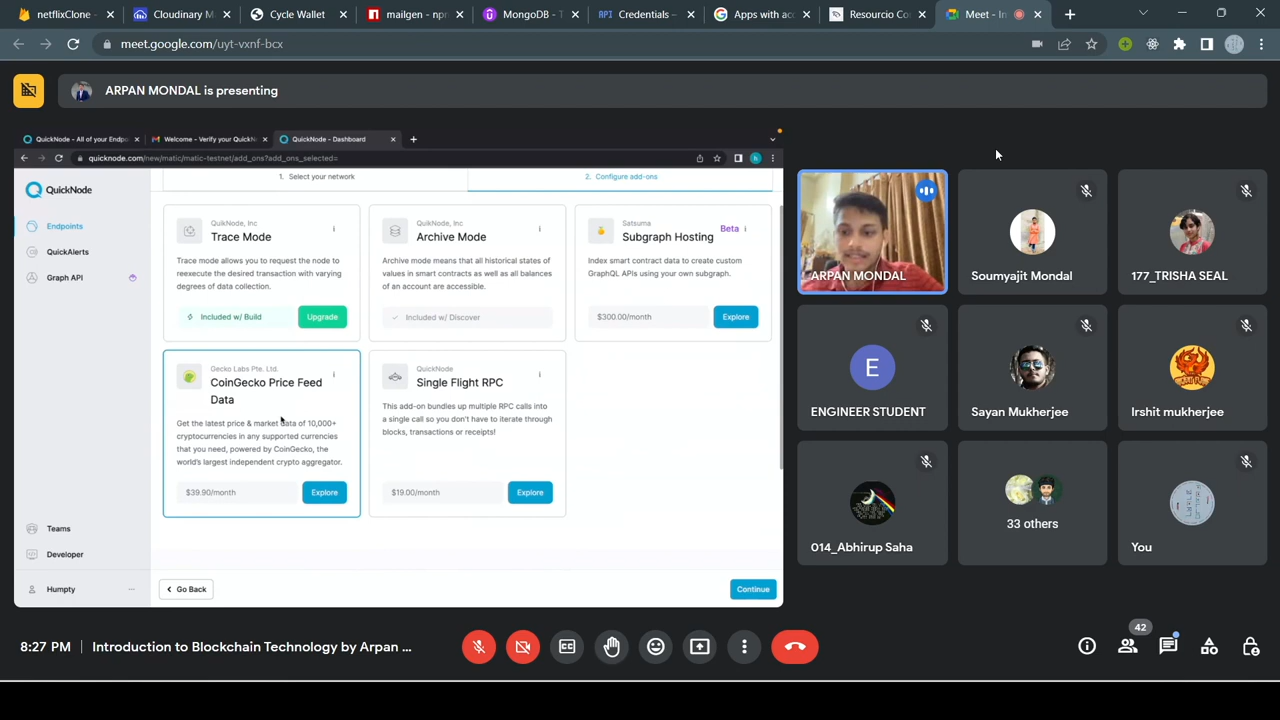 netflixClone
Cloudinary M
Cycle Wallet
mailgen - npr
MongoDB - T
API Credentials -
Apps with ac
Resourcio Co
Meet - In
meet.google.com/uyt-vxnf-bcx
ARPAN MONDAL is presenting
QuickNode - All of your Endpo
Welcome – Verify your QuickN
QuickNode - Dashboard
quicknode.com/new/matic/matic-testnet/add_ons?add_ons_selected=
QuickNode
1. Select your network
2. Configure add-ons
Endpoints
QuickAlerts
Graph API
QuikNode, Inc
Trace Mode
Trace mode allows you to request the node to
reexecute the desired transaction with varying
degrees of data collection.
Included w/ Build
Upgrade
QuikNode, Inc
Archive Mode
Archive mode means that all historical states of
values in smart contracts as well as all balances
of an account are accessible.
Included w/ Discover
Satsuma
Subgraph Hosting
Beta
Index smart contract data to create custom
GraphQL APIs using your own subgraph.
$300.00/month
Explore
Gecko Labs Pte. Ltd.
CoinGecko Price Feed
Data
Get the latest price & market data of 10,000+
cryptocurrencies in any supported currencies
that you need, powered by CoinGecko, the
world's largest independent crypto aggregator.
$39.90/month
Explore
QuickNode
Single Flight RPC
This add-on bundles up multiple RPC calls into
a single call so you don't have to iterate through
blocks, transactions or receipts!
$19.00/month
Explore
Teams
Developer
Humpty
Go Back
Continue
ARPAN MONDAL
Soumyajit Mondal
177_TRISHA SEAL
E
ENGINEER STUDENT
Sayan Mukherjee
Irshit mukherjee
014_Abhirup Saha
33 others
You
8:27 PM | Introduction to Blockchain Technology by Arpan ...
42